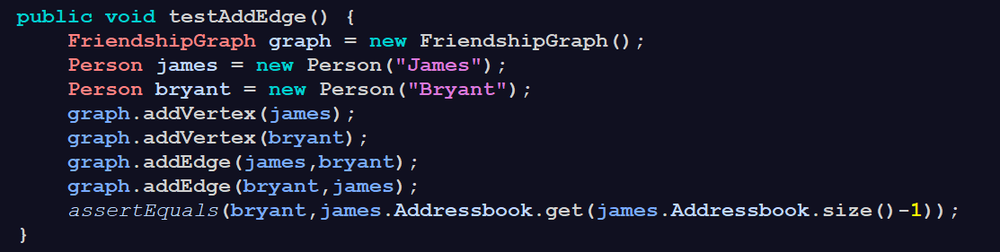 public void testAddEdge() {
    FriendshipGraph graph = new FriendshipGraph();
    Person james = new Person("James");
    Person bryant = new Person("Bryant");
    graph.addVertex(james);
    graph.addVertex(bryant);
    graph.addEdge(james,bryant);
    graph.addEdge(bryant,james);
    assertEquals(bryant,james.Addressbook.get(james.Addressbook.size()-1));
}